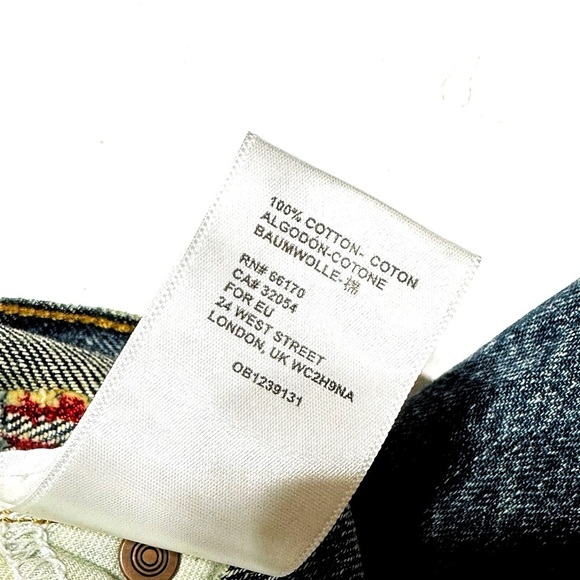 100% COTTON- COTON
ALGODÓN-COTONE
BAUMWOLLE-棉
RN# 66170
CA# 32054
FOR EU
24 WEST STREET
LONDON, UK WC2H9NA
OB1239131